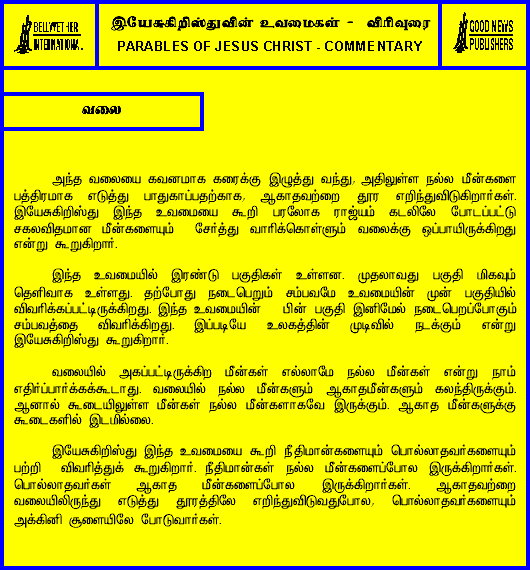 BELLWETHER
INTERNATIONAL.
இயேசுகிறிஸ்துவின் உவமைகள் - விரிவுரை
PARABLES OF JESUS CHRIST - COMMENTARY
GOOD NEWS
PUBLISHERS
வலை
அந்த வலையை கவனமாக கரைக்கு இழுத்து வந்து, அதிலுள்ள நல்ல மீன்களை
பத்திரமாக எடுத்து பாதுகாப்பதற்காக, ஆகாதவற்றை தூர எறிந்துவிடுகிறார்கள்.
இயேசுகிறிஸ்து இந்த உவமையை கூறி பரலோக ராஜ்யம் கடலிலே போடப்பட்டு
சகலவிதமான மீன்களையும் சேர்த்து வாரிக்கொள்ளும் வலைக்கு ஒப்பாயிருக்கிறது
என்று கூறுகிறார்.
இந்த உவமையில் இரண்டு பகுதிகள் உள்ளன. முதலாவது பகுதி மிகவும்
தெளிவாக உள்ளது. தற்போது நடைபெறும் சம்பவமே உவமையின் முன் பகுதியில்
விவரிக்கப்பட்டிருக்கிறது. இந்த உவமையின் பின் பகுதி இனிமேல் நடைபெறப்போகும்
சம்பவத்தை விவரிக்கிறது. இப்படியே உலகத்தின் முடிவில் நடக்கும் என்று
இயேசுகிறிஸ்து கூறுகிறார்.
வலையில் அகப்பட்டிருக்கிற மீன்கள் எல்லாமே நல்ல மீன்கள் என்று நாம்
எதிர்ப்பார்க்கக்கூடாது. வலையில் நல்ல மீன்களும் ஆகாதமீன்களும் கலந்திருக்கும்.
ஆனால் கூடையிலுள்ள மீன்கள் நல்ல மீன்களாகவே இருக்கும். ஆகாத மீன்களுக்கு
கூடைகளில் இடமில்லை.
இயேசுகிறிஸ்து இந்த உவமையை கூறி நீதிமான்களையும் பொல்லாதவர்களையும்
பற்றி விவரித்துக் கூறுகிறார். நீதிமான்கள் நல்ல மீன்களைப்போல இருக்கிறார்கள்.
பொல்லாதவர்கள் ஆகாத மீன்களைப்போல இருக்கிறார்கள். ஆகாதவற்றை
வலையிலிருந்து எடுத்து தூரத்திலே எறிந்துவிடுவதுபோல, பொல்லாதவர்களையும்
அக்கினி சூளையிலே போடுவார்கள்.